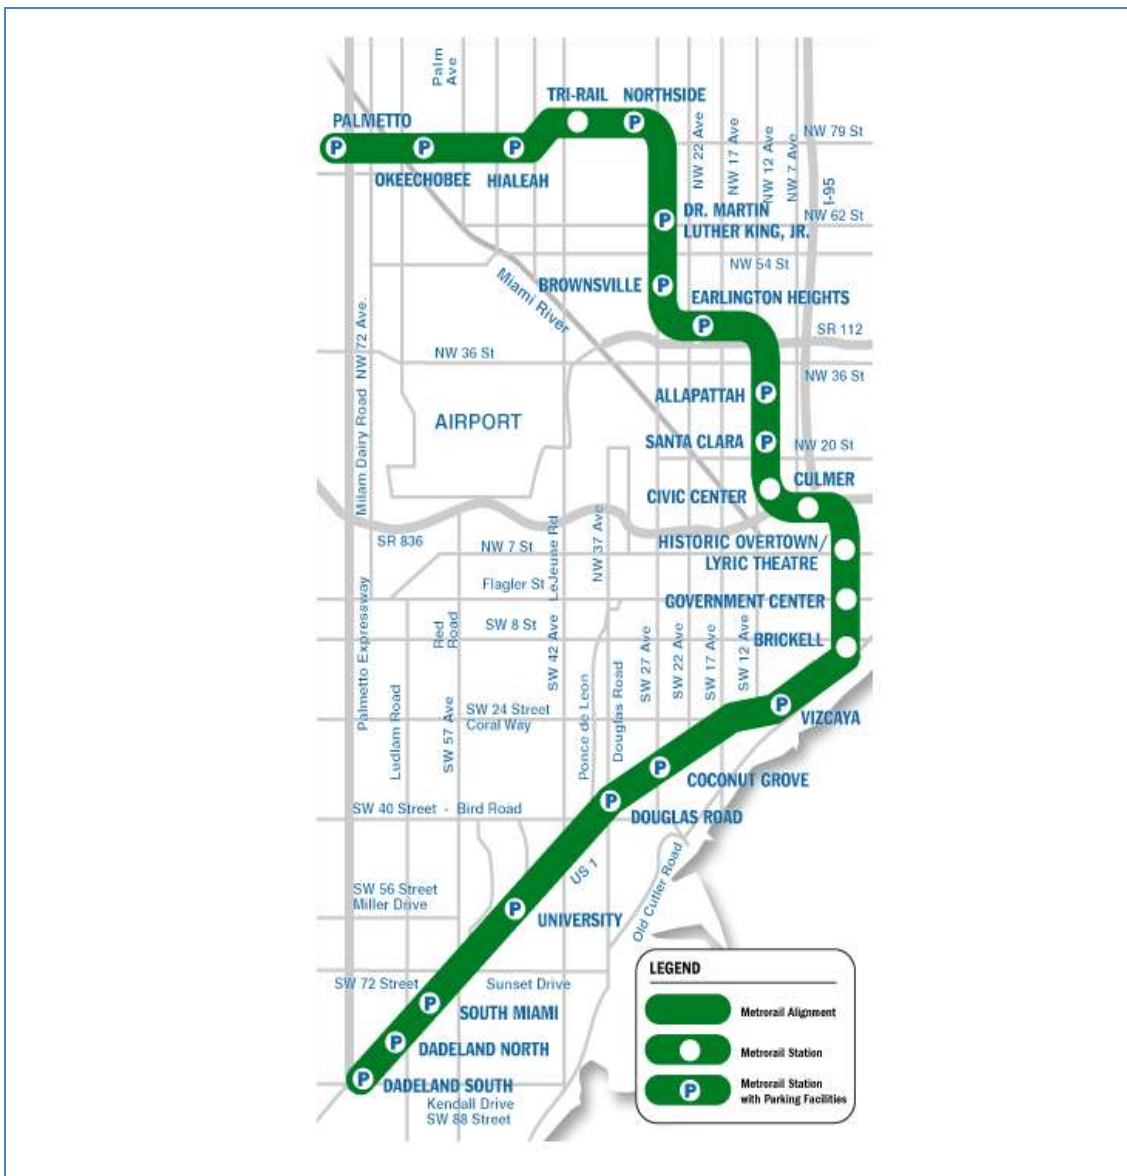 Palm
Ave
TRI-RAIL
NORTHSIDE
PALMETTO
P
P
P
P
OKEECHOBEE
HIALEAH
NW 22 Ave
NW 17 Ave
NW 12 Ave
NW 7 Ave
NW 79 St
I-95
P
DR. MARTIN
LUTHER KING, JR.
NW 62 St
NW 54 St
Miami River
BROWNSVILLE
P
EARLINGTON HEIGHTS
P
SR 112
Milam Dairy Road NW 72 Ave.
NW 36 St
NW 36 St
AIRPORT
ALLAPATTAH
P
SANTA CLARA
P
NW 20 St
CULMER
CIVIC CENTER
SR 836
NW 7 St
LeJeune Rd
NW 37 Ave
HISTORIC OVERTOWN/
LYRIC THEATRE
Flagler St
GOVERNMENT CENTER
Palmetto Expressway
Red
Road
SW 8 St
SW 42 Ave
SW 27 Ave
SW 22 Ave
SW 17 Ave
SW 12 Ave
BRICKELL
Ludlam Road
SW 57 Ave
SW 24 Street
Coral Way
Ponce de Leon
Douglas Road
P
VIZCAYA
P
COCONUT GROVE
SW 40 Street - Bird Road
P
DOUGLAS ROAD
US 1
Old Cutler Road
SW 56 Street
Miller Drive
P
UNIVERSITY
SW 72 Street
Sunset Drive
P
SOUTH MIAMI
P
DADELAND NORTH
P
DADELAND SOUTH
Kendall Drive
SW 88 Street
LEGEND
Metrorail Alignment
Metrorail Station
P
Metrorail Station
with Parking Facilities